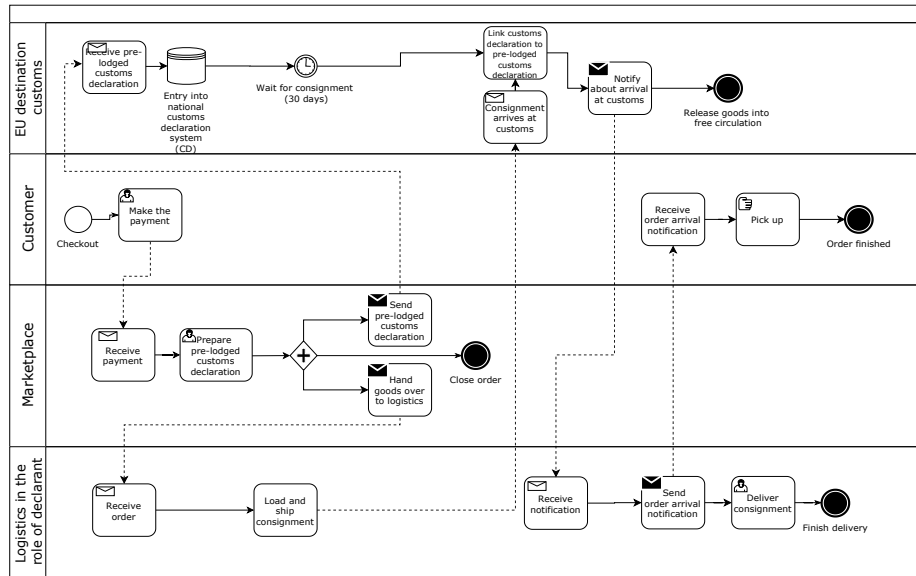 EU destination
customs
Receive pre-
lodged
customs
declaration
Entry into
national
customs
declaration
system
(CD)
Wait for consignment
(30 days)
Link customs
declaration to
pre-lodged
customs
declaration
Consignment
arrives at
customs
Notify
about arrival
at customs
Release goods into
free circulation
Customer
Checkout
Make the
payment
Receive
order arrival
notification
Pick up
Order finished
Marketplace
Receive
payment
Prepare
pre-lodged
customs
declaration
Send
pre-lodged
customs
declaration
Hand
goods over
to logistics
Close order
Logistics in the
role of declarant
Receive
order
Load and
ship
consignment
Receive
notification
Send
order arrival
notification
Deliver
consignment
Finish delivery